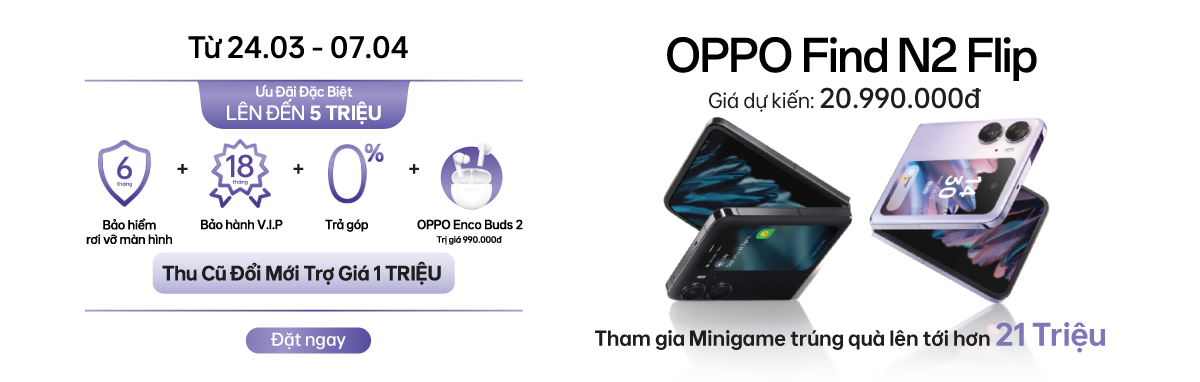 Từ 24.03 - 07.04
Ưu Đãi Đặc Biệt
LÊN ĐẾN 5 TRIỆU
6
tháng
+
18
tháng
+
0%
+
Bảo hiểm
rơi vỡ màn hình
Bảo hành V.I.P
Trả góp
OPPO Enco Buds 2
Trị giá 990.000đ
Thu Cũ Đổi Mới Trợ Giá 1 TRIỆU
Đặt ngay
OPPO Find N2 Flip
Giá dự kiến: 20.990.000đ
14
30
Tham gia Minigame trúng quà lên tới hơn 21 Triệu